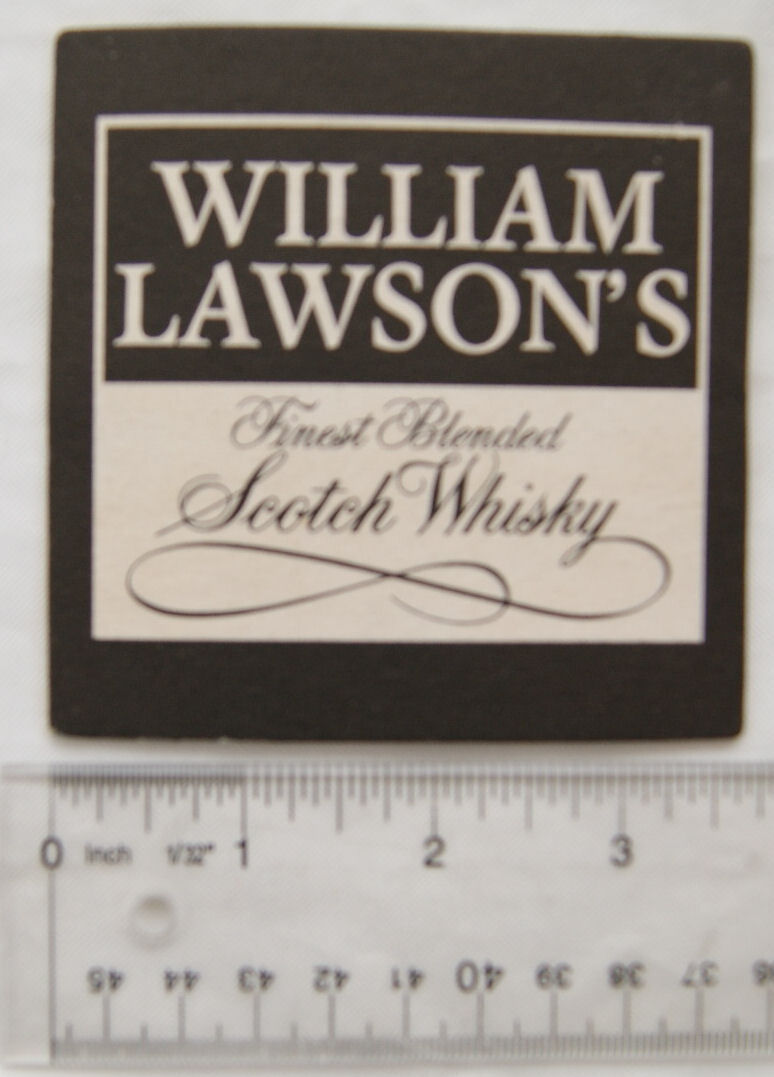 WILLIAM
LAWSON'S
Finest Blended
Scotch Whisky
0 Inch 1/32" 1 2 3
45 44 43 42 41 40 39 38 37 36